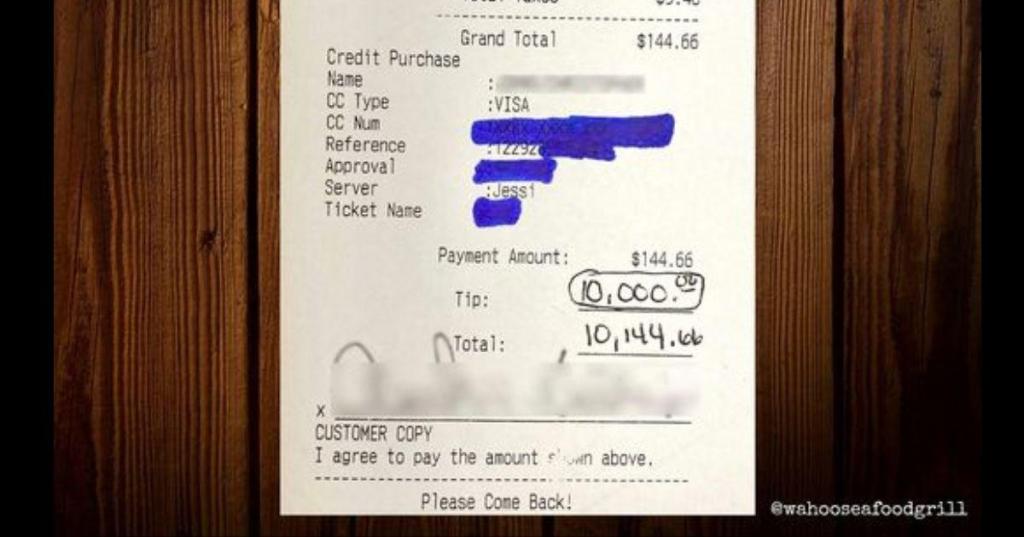 Grand Total $144.66
Credit Purchase
Name :
CC Type :VISA
CC Num
Reference :12292
Approval
Server :Jessi
Ticket Name
Payment Amount: $144.66
Tip: 10,000.00
Total: 10,144.66
x
CUSTOMER COPY
I agree to pay the amount shown above.
Please Come Back!
@wahooseafoodgrill